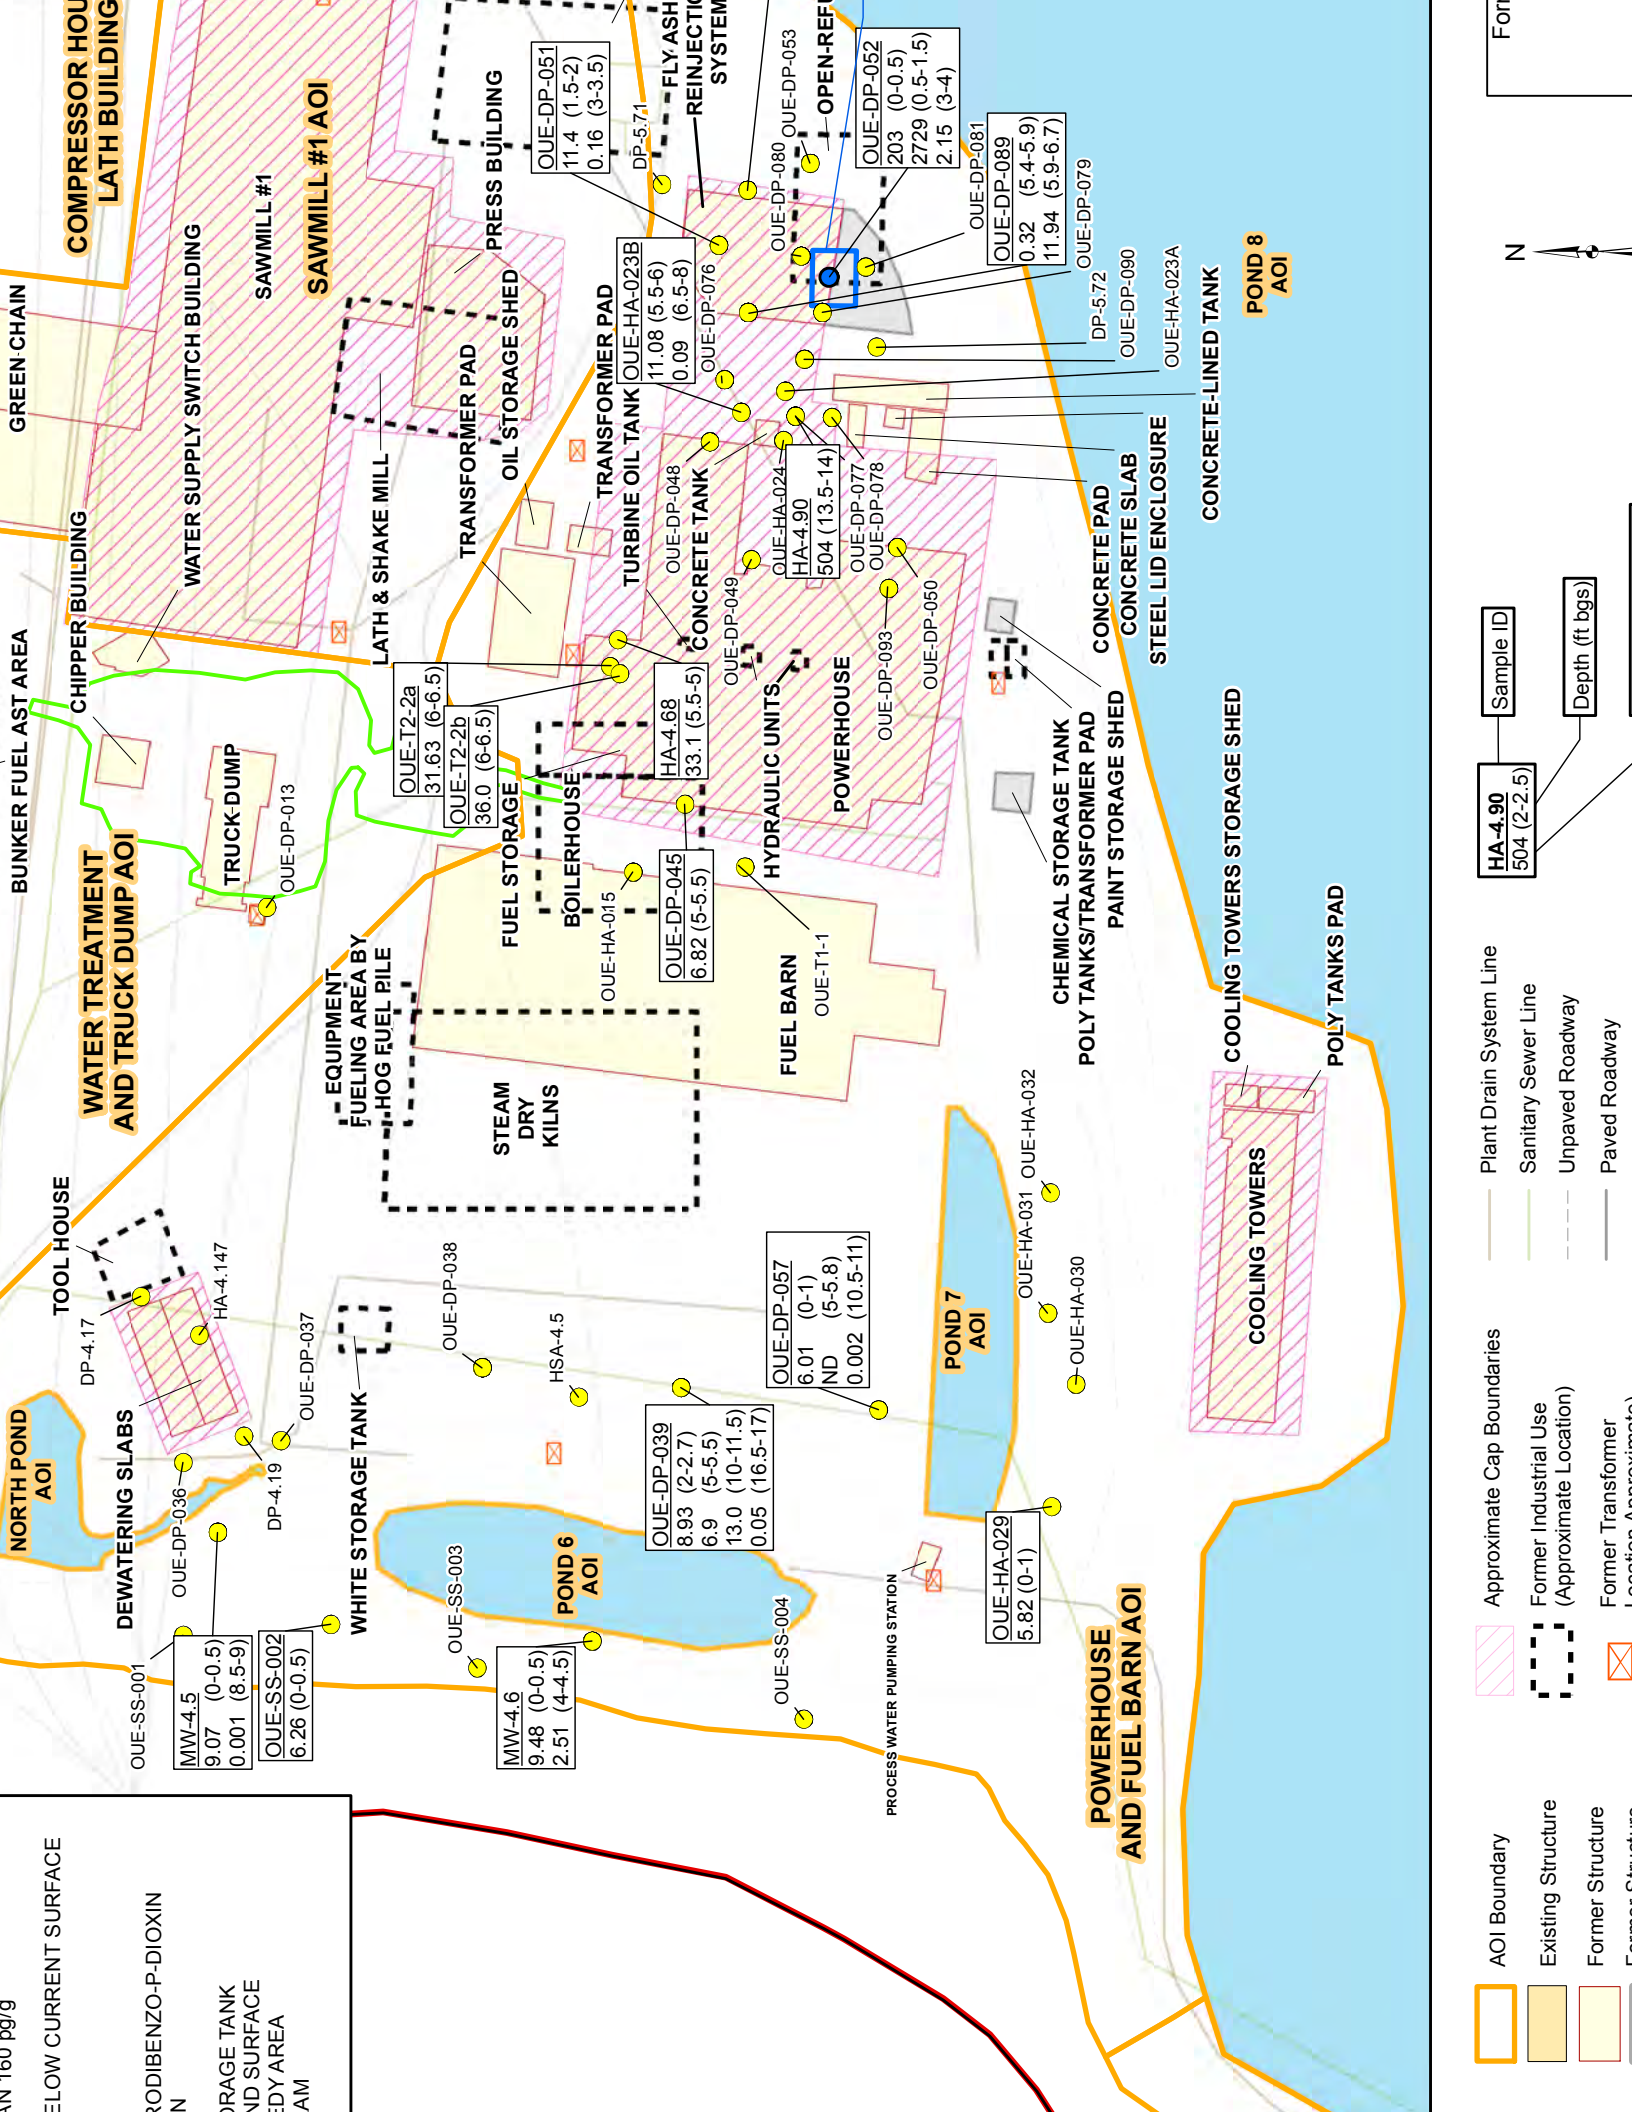 COMPRESSOR HOU
LATH BUILDING
GREEN CHAIN
BUNKER FUEL AST AREA
CHIPPER BUILDING
WATER SUPPLY SWITCH BUILDING
SAWMILL #1
SAWMILL #1 AOI
LATH & SHAKE MILL
TRANSFORMER PAD
OIL STORAGE SHED
PRESS BUILDING
TRUCK DUMP
OUE-DP-013
WATER TREATMENT
AND TRUCK DUMP AOI
TOOL HOUSE
NORTH POND
AOI
DP-4.17
HA-4.147
DEWATERING SLABS
OUE-DP-036
DP-4.19
OUE-DP-037
OUE-SS-001
MW-4.5
9.07 (0-0.5)
0.001 (8.5-9)
OUE-SS-002
6.26 (0-0.5)
WHITE STORAGE TANK
EQUIPMENT
FUELING AREA BY
HOG FUEL PILE
STEAM
DRY
KILNS
OUE-T2-2a
31.63 (6-6.5)
OUE-T2-2b
36.0 (6-6.5)
FUEL STORAGE
BOILERHOUSE
OUE-HA-015
OUE-DP-045
6.82 (5-5.5)
HA-4.68
33.1 (5.5-5)
OUE-DP-051
11.4 (1.5-2)
0.16 (3-3.5)
DP-5.71
FLY ASH
REINJECTIO
SYSTEM
TRANSFORMER PAD
TURBINE OIL TANK
OUE-HA-023B
11.08 (5.5-6)
0.09 (6.5-8)
OUE-DP-076
OUE-DP-080
OUE-DP-053
OPEN-REFU
OUE-DP-052
203 (0-0.5)
2729 (0.5-1.5)
2.15 (3-4)
OUE-DP-081
OUE-DP-089
0.32 (5.4-5.9)
11.94 (5.9-6.7)
OUE-DP-079
DP-5.72
OUE-DP-090
OUE-HA-023A
CONCRETE-LINED TANK
POND 8
AOI
OUE-DP-048
CONCRETE TANK
OUE-DP-049
OUE-HA-024
HA-4.90
504 (13.5-14)
OUE-DP-077
OUE-DP-078
HYDRAULIC UNITS
POWERHOUSE
OUE-DP-093
OUE-DP-050
CONCRETE PAD
CONCRETE SLAB
STEEL LID ENCLOSURE
CHEMICAL STORAGE TANK
POLY TANKS/TRANSFORMER PAD
PAINT STORAGE SHED
FUEL BARN
OUE-T1-1
COOLING TOWERS STORAGE SHED
POLY TANKS PAD
COOLING TOWERS
OUE-DP-038
HSA-4.5
OUE-DP-039
8.93 (2-2.7)
6.9 (5-5.5)
13.0 (10-11.5)
0.05 (16.5-17)
OUE-DP-057
6.01 (0-1)
ND (5-5.8)
0.002 (10.5-11)
POND 7
AOI
OUE-HA-031
OUE-HA-032
OUE-HA-030
OUE-SS-003
POND 6
AOI
MW-4.6
9.48 (0-0.5)
2.51 (4-4.5)
OUE-SS-004
PROCESS WATER PUMPING STATION
OUE-HA-029
5.82 (0-1)
POWERHOUSE
AND FUEL BARN AOI
AN 160 pg/g
ELOW CURRENT SURFACE
RODIBENZO-P-DIOXIN
N
ORAGE TANK
ND SURFACE
EDY AREA
AM
AOI Boundary
Existing Structure
Former Structure
Approximate Cap Boundaries
Former Industrial Use
(Approximate Location)
Former Transformer
Plant Drain System Line
Sanitary Sewer Line
Unpaved Roadway
Paved Roadway
HA-4.90
504 (2-2.5)
Sample ID
Depth (ft bgs)
N
Forn